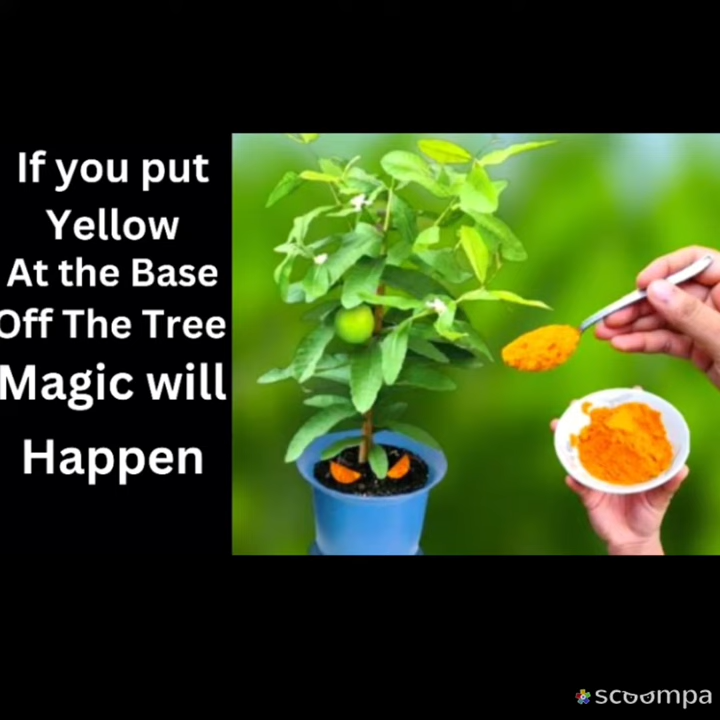 If you put
Yellow
At the Base
Off The Tree
Magic will
Happen
scoompa